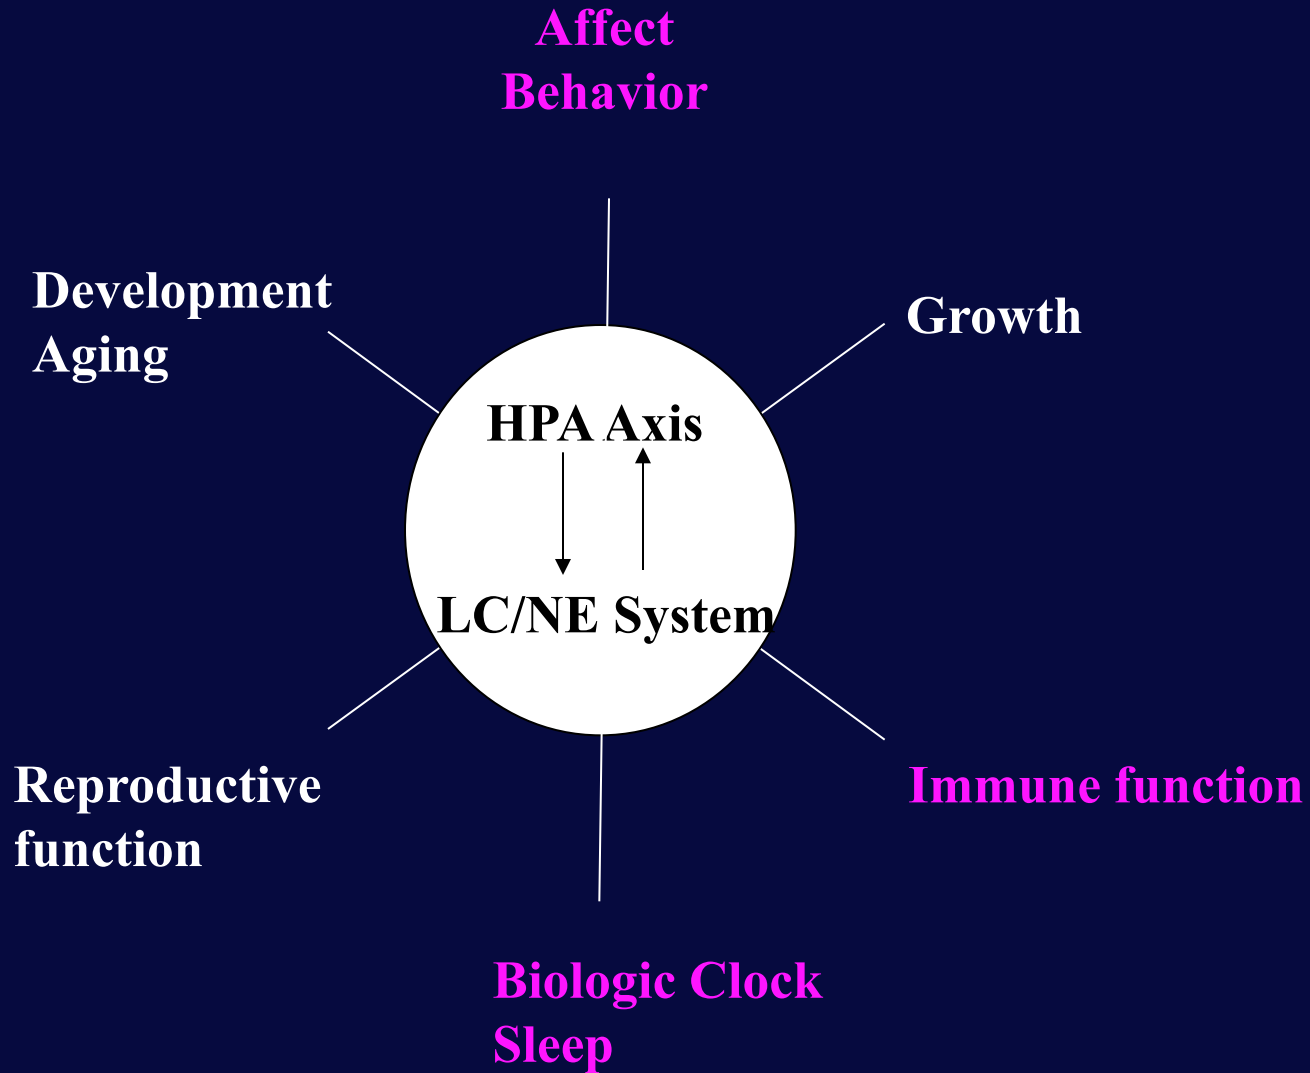 Affect
Behavior
Development
Aging
Growth
HPA Axis
LC/NE System
Reproductive
function
Immune function
Biologic Clock
Sleep